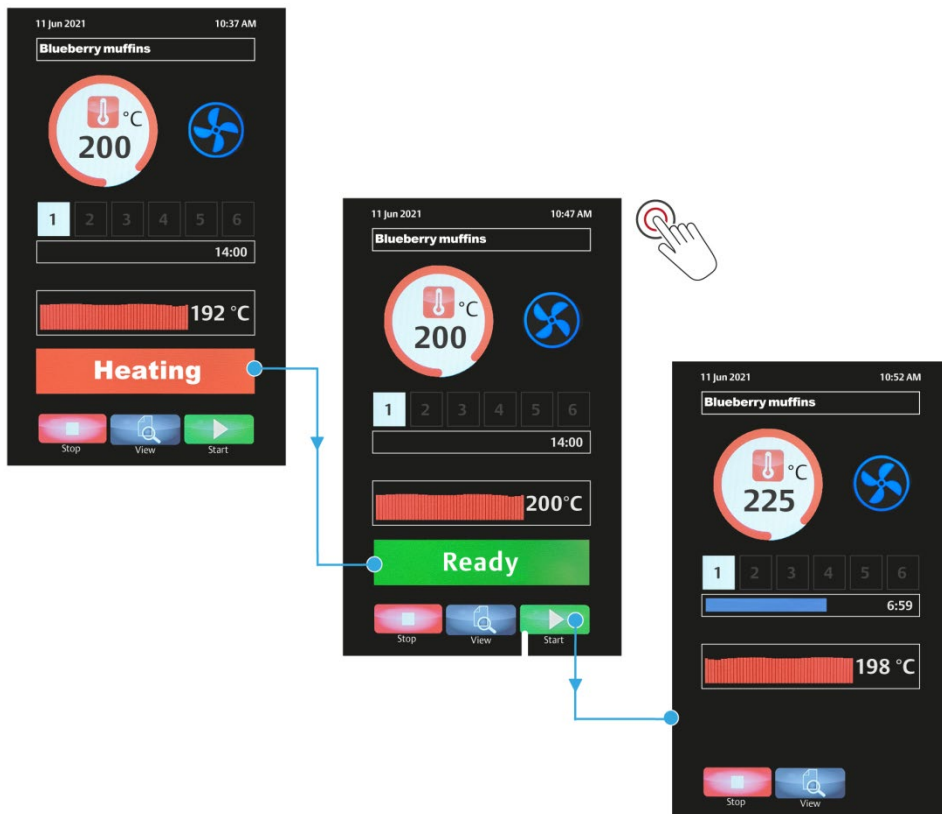 11 Jun 2021 10:37 AM
Blueberry muffins
°C
200
1 2 3 4 5 6
14:00
192 °C
Heating
Stop View Start
11 Jun 2021 10:47 AM
Blueberry muffins
°C
200
1 2 3 4 5 6
14:00
200°C
Ready
Stop View Start
11 Jun 2021 10:52 AM
Blueberry muffins
°C
225
1 2 3 4 5 6
6:59
198 °C
Stop View